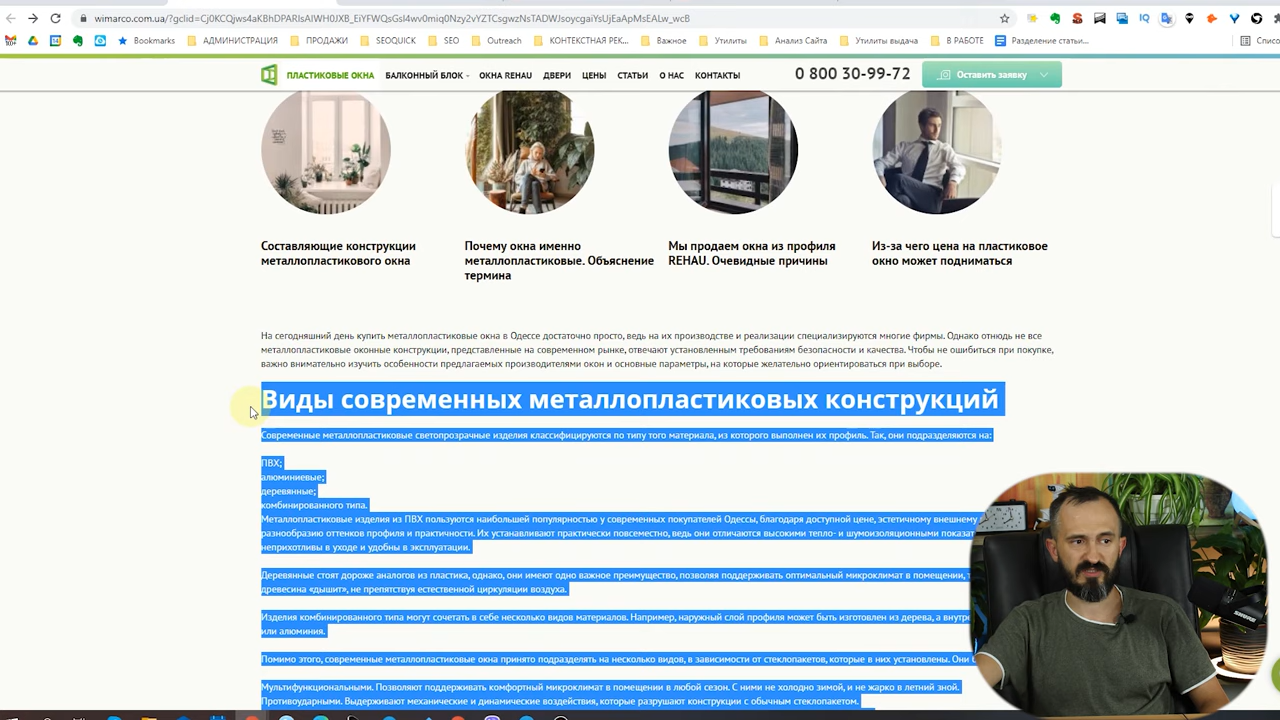 wimarco.com.ua/?gclid=Cj0KCQjws4aKBhDPARIsAIWH0JXB_EiYFWQsGsI4wv0miq0Nzy2vYZTCsgwzNsTADWJsoycgaiYsUjEaApMsEALw_wcB
Bookmarks АДМИНИСТРАЦИЯ ПРОДАЖИ SEOQUICK SEO Outreach КОНТЕКСТНАЯ РЕК... Важное Утилиты Анализ Сайта Утилиты выдача В РАБОТЕ Разделение статьи... Списо
ПЛАСТИКОВЫЕ ОКНА БАЛКОННЫЙ БЛОК ОКНА REHAU ДВЕРИ ЦЕНЫ СТАТЬИ О НАС КОНТАКТЫ 0 800 30-99-72 Оставить заявку
Составляющие конструкции металлопластикового окна
Почему окна именно металлопластиковые. Объяснение термина
Мы продаем окна из профиля REHAU. Очевидные причины
Из-за чего цена на пластиковое окно может подниматься
На сегодняшний день купить металлопластиковые окна в Одессе достаточно просто, ведь на их производстве и реализации специализируются многие фирмы. Однако отнюдь не все
металлопластиковые оконные конструкции, представленные на современном рынке, отвечают установленным требованиям безопасности и качества. Чтобы не ошибиться при покупке,
важно внимательно изучить особенности предлагаемых производителями окон и основные параметры, на которые желательно ориентироваться при выборе.
Виды современных металлопластиковых конструкций
Современные металлопластиковые светопрозрачные изделия классифицируются по типу того материала, из которого выполнен их профиль. Так, они подразделяются на:
ПВХ;
алюминиевые;
деревянные;
комбинированного типа.
Металлопластиковые изделия из ПВХ пользуются наибольшей популярностью у современных покупателей Одессы, благодаря доступной цене, эстетичному внешнему
разнообразию оттенков профиля и практичности. Их устанавливают практически повсеместно, ведь они отличаются высокими тепло- и шумоизоляционными показат
неприхотливы в уходе и удобны в эксплуатации.
Деревянные стоят дороже аналогов из пластика, однако, они имеют одно важное преимущество, позволяя поддерживать оптимальный микроклимат в помещении, т
древесина «дышит», не препятствуя естественной циркуляции воздуха.
Изделия комбинированного типа могут сочетать в себе несколько видов материалов. Например, наружный слой профиля может быть изготовлен из дерева, а внутре
или алюминия.
Помимо этого, современные металлопластиковые окна принято подразделять на несколько видов, в зависимости от стеклопакетов, которые в них установлены. Они
Мультифункциональными. Позволяют поддерживать комфортный микроклимат в помещении в любой сезон. С ними не холодно зимой, и не жарко в летний зной.
Противоударными. Выдерживают механические и динамические воздействия, которые разрушают конструкции с обычным стеклопакетом.